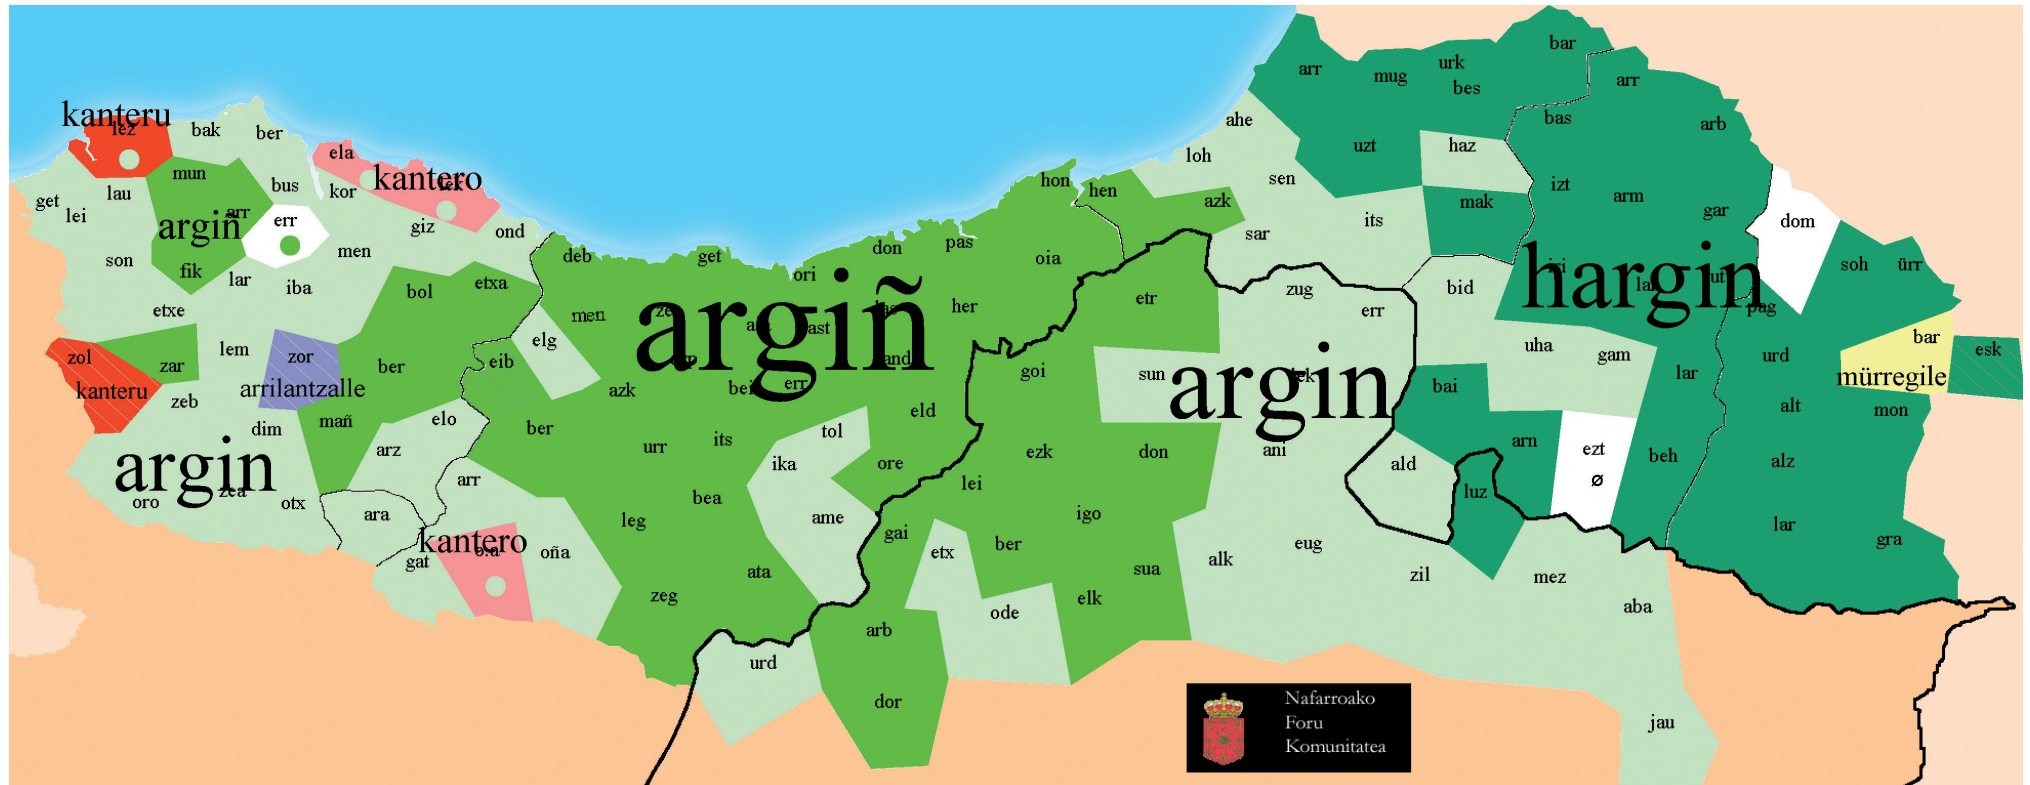 kanteru
lez
bak
ber
mun
ela
kantero
kor
bus
get
lei
lau
arr
argiñ
err
giz
ond
men
son
fik
lar
iba
etxe
bol
etxa
zol
kanteru
zar
lem
zor
arrilantzalle
ber
zeb
dim
mañ
elo
arz
argin
oro
zea
otx
ara
arr
gat
kantero
oña
eib
elg
deb
get
ori
don
pas
hon
oia
men
argiñ
her
ast
and
azk
bei
err
eld
ber
urr
its
tol
ika
ore
bea
leg
ame
ata
zeg
hen
azk
loh
ahe
sen
sar
its
arr
mug
urk
bes
bar
uzt
haz
mak
arr
bas
arb
izt
arm
gar
hargin
dom
soh
ürr
pag
bar
esk
mürregile
urd
alt
mon
alz
lar
gra
etr
zug
err
bid
goi
sun
argin
uha
gam
lar
bai
arn
ezt
ø
beh
ald
luz
ezk
don
ani
lei
igo
gai
etx
ber
sua
alk
eug
zil
mez
aba
ode
elk
arb
urd
dor
jau
Nafarroako
Foru
Komunitatea